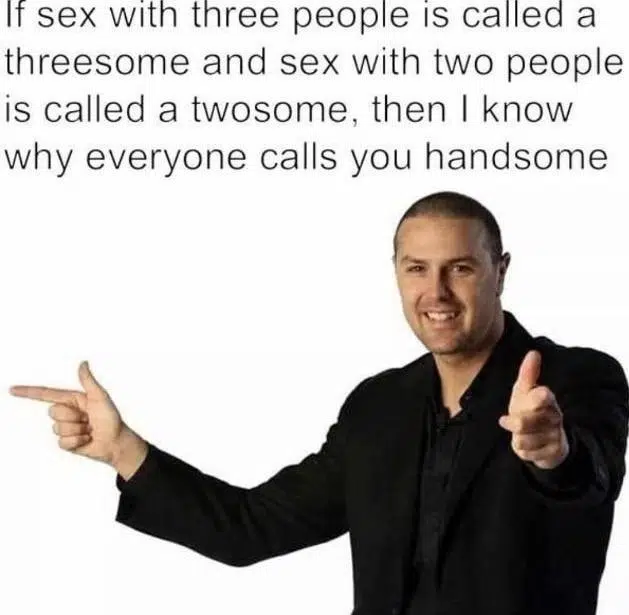 If sex with three people is called a
threesome and sex with two people
is called a twosome, then I know
why everyone calls you handsome